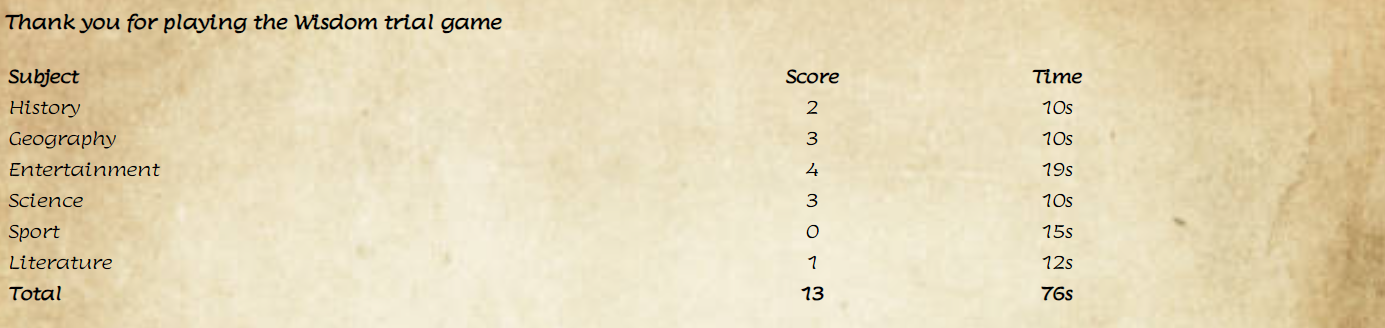 Thank you for playing the Wisdom trial game
Subject Score Time
History 2 10s
Geography 3 10s
Entertainment 4 19s
Science 3 10s
Sport 0 15s
Literature 1 12s
Total 13 76s